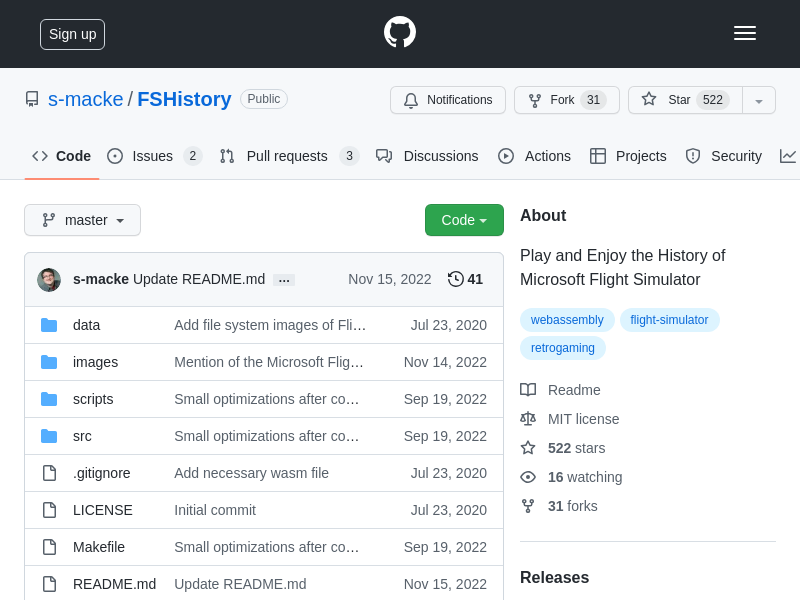 Sign up
s-macke / FSHistory Public
Notifications Fork 31 Star 522
Code Issues 2 Pull requests 3 Discussions Actions Projects Security
master Code
s-macke Update README.md ... Nov 15, 2022 41
data Add file system images of Fli... Jul 23, 2020
images Mention of the Microsoft Flig... Nov 14, 2022
scripts Small optimizations after co... Sep 19, 2022
src Small optimizations after co... Sep 19, 2022
.gitignore Add necessary wasm file Jul 23, 2020
LICENSE Initial commit Jul 23, 2020
Makefile Small optimizations after co... Sep 19, 2022
README.md Update README.md Nov 15, 2022
About
Play and Enjoy the History of
Microsoft Flight Simulator
webassembly flight-simulator
retrogaming
Readme
MIT license
522 stars
16 watching
31 forks
Releases